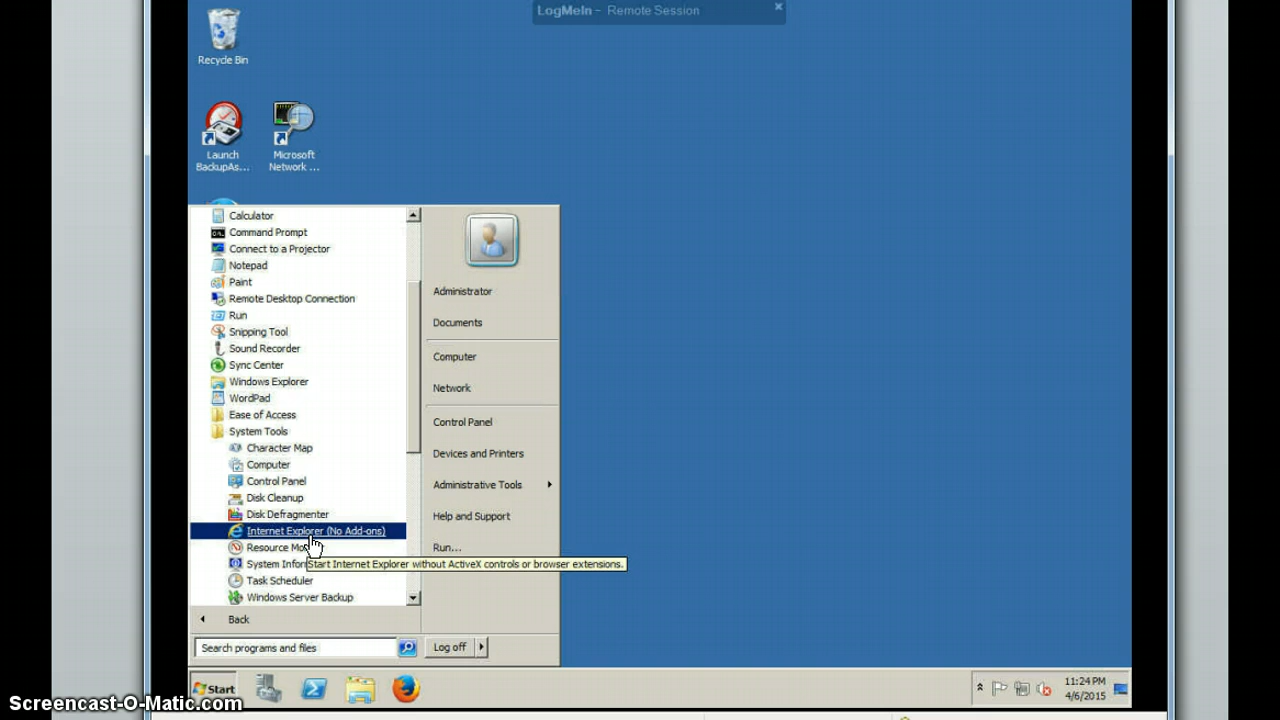 LogMeIn - Remote Session
Recycle Bin
Launch
BackupAs...
Microsoft
Network ...
Calculator
Command Prompt
Connect to a Projector
Notepad
Paint
Remote Desktop Connection
Run
Snipping Tool
Sound Recorder
Sync Center
Windows Explorer
WordPad
Ease of Access
System Tools
Character Map
Computer
Control Panel
Disk Cleanup
Disk Defragmenter
Internet Explorer (No Add-ons)
Resource Mo
System Infor
Start Internet Explorer without ActiveX controls or browser extensions.
Task Scheduler
Windows Server Backup
Back
Search programs and files
Administrator
Documents
Computer
Network
Control Panel
Devices and Printers
Administrative Tools
Help and Support
Run...
Log off
Start
11:24 PM
4/6/2015
Screencast-O-Matic.com